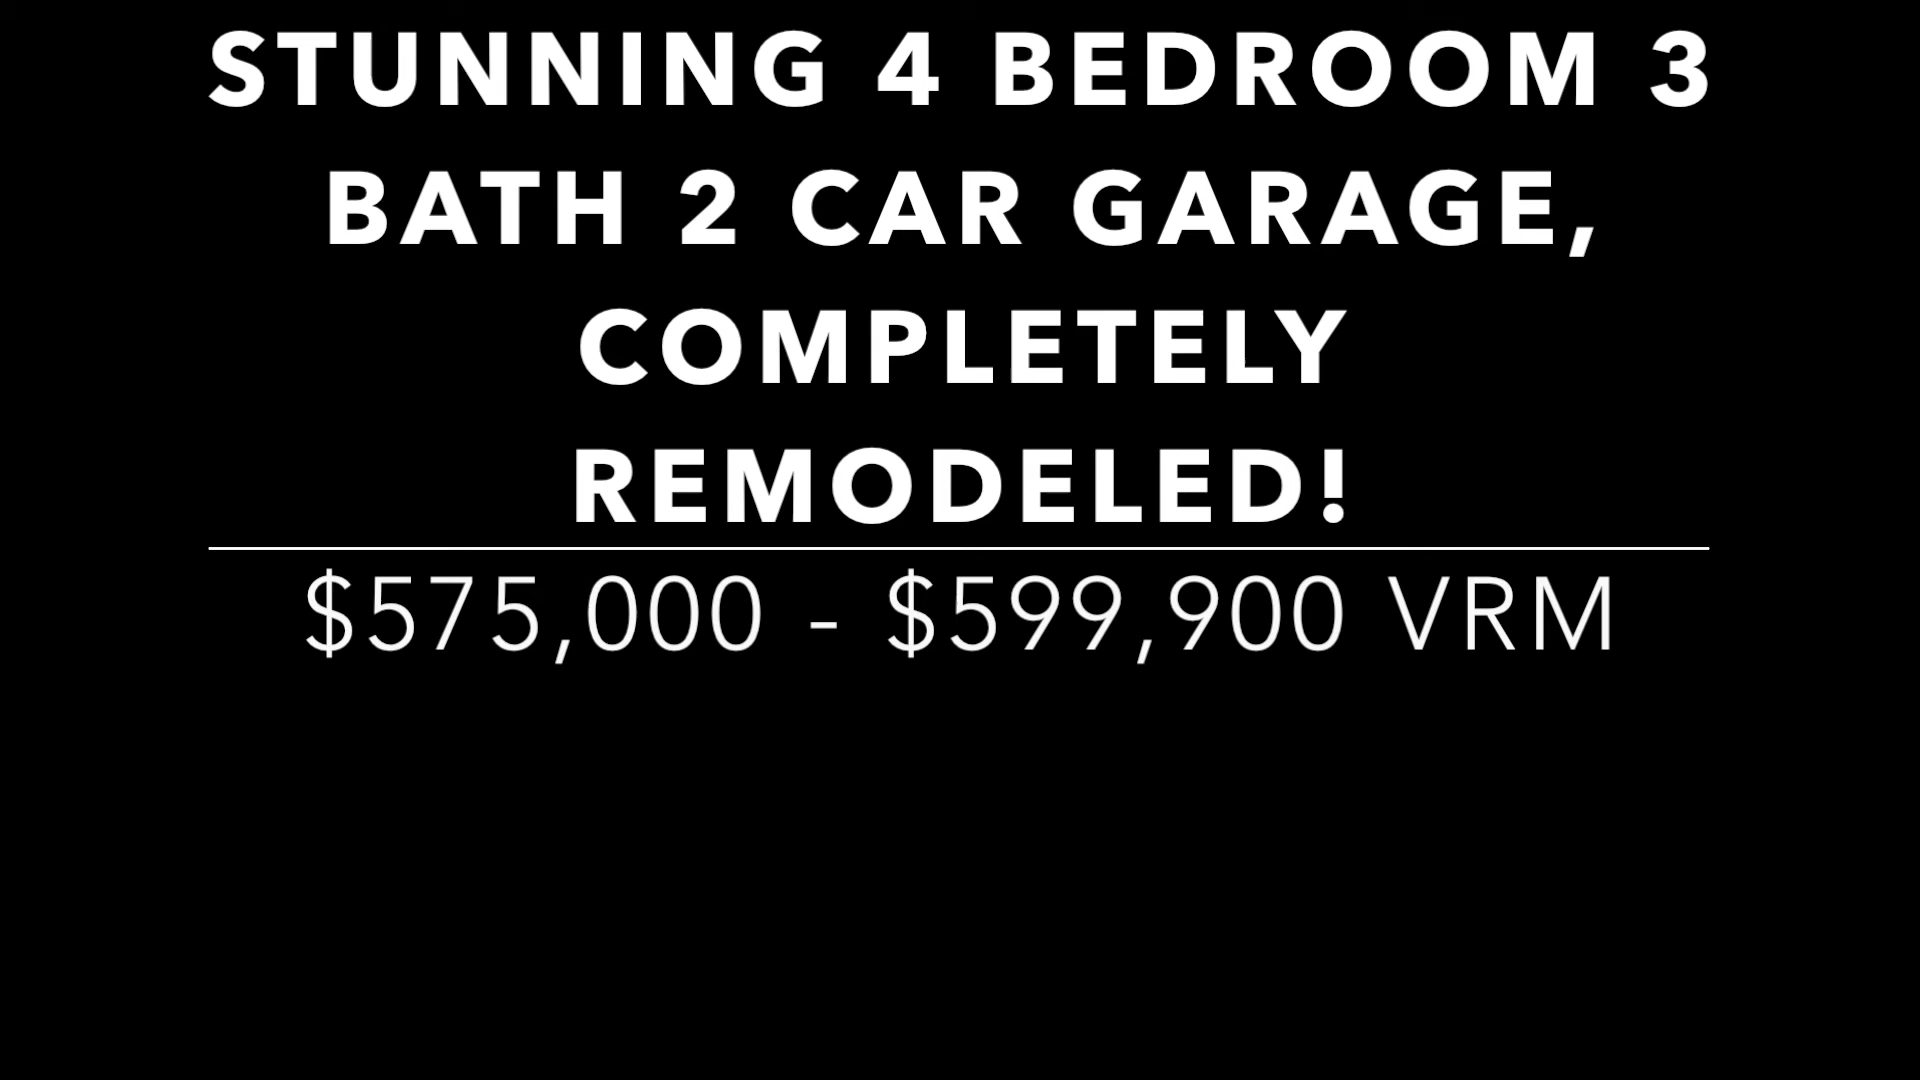 STUNNING 4 BEDROOM 3
BATH 2 CAR GARAGE,
COMPLETELY
REMODELED!
$575,000 - $599,900 VRM